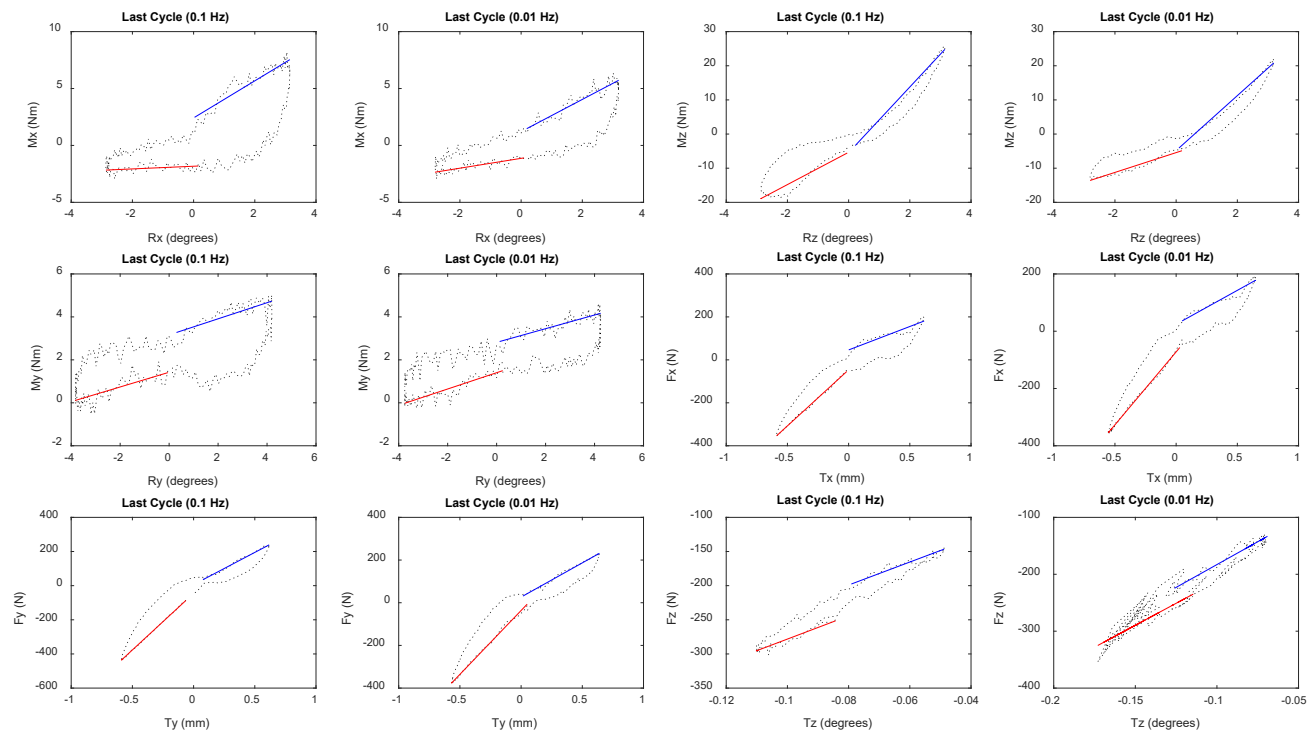 Last Cycle (0.1 Hz) Last Cycle (0.01 Hz) Last Cycle (0.1 Hz) Last Cycle (0.01 Hz)
10 10 30 30
20 20
5 5 10 10
Mx (Nm) Mx (Nm) Mz (Nm) Mz (Nm)
0 0 0 0
-10 -10
-5 -5 -20 -20
-4 -2 0 2 4 -4 -2 0 2 4 -4 -2 0 2 4 -4 -2 0 2 4
Rx (degrees) Rx (degrees) Rz (degrees) Rz (degrees)
Last Cycle (0.1 Hz) Last Cycle (0.01 Hz) Last Cycle (0.1 Hz) Last Cycle (0.01 Hz)
6 6 400 200
4 4 200 0
My (Nm) My (Nm) Fx (N) Fx (N)
2 2 0
0 0 -200 -200
-2 -2 -400 -400
-4 -2 0 2 4 6 -4 -2 0 2 4 6 -1 -0.5 0 0.5 1 -1 -0.5 0 0.5 1
Ry (degrees) Ry (degrees) Tx (mm) Tx (mm)
Last Cycle (0.1 Hz) Last Cycle (0.01 Hz) Last Cycle (0.1 Hz) Last Cycle (0.01 Hz)
400 400 -100 -100
200 200 -150
0 -200 -200
Fy (N) Fy (N) Fz (N) Fz (N)
-200 0 -250 -300
-400 -200 -300
-600 -400 -350 -400
-1 -0.5 0 0.5 1 -1 -0.5 0 0.5 1 -0.12 -0.1 -0.08 -0.06 -0.04 -0.2 -0.15 -0.1 -0.05
Ty (mm) Ty (mm) Tz (degrees) Tz (degrees)